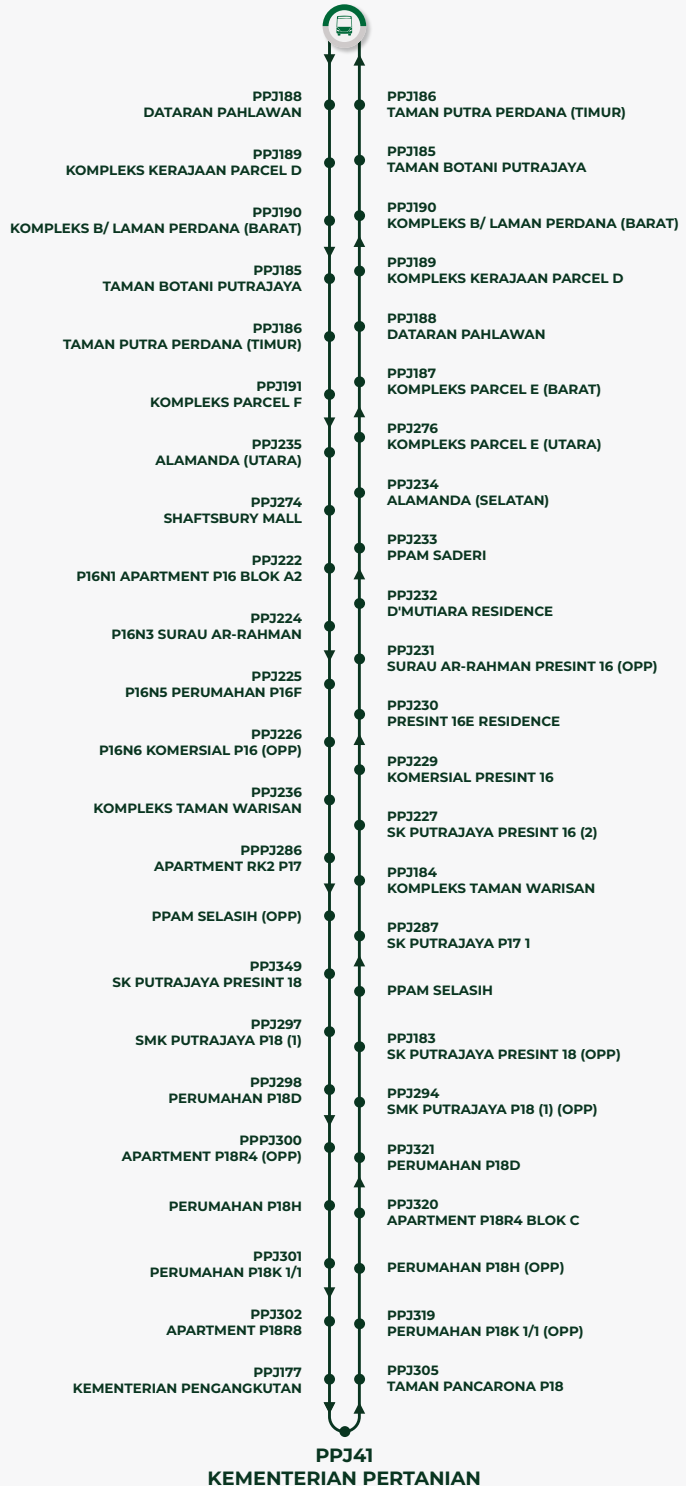 PPJ188
DATARAN PAHLAWAN
PPJ189
KOMPLEKS KERAJAAN PARCEL D
PPJ190
KOMPLEKS B/ LAMAN PERDANA (BARAT)
PPJ185
TAMAN BOTANI PUTRAJAYA
PPJ186
TAMAN PUTRA PERDANA (TIMUR)
PPJ191
KOMPLEKS PARCEL F
PPJ235
ALAMANDA (UTARA)
PPJ274
SHAFTSBURY MALL
PPJ222
P16N1 APARTMENT P16 BLOK A2
PPJ224
P16N3 SURAU AR-RAHMAN
PPJ225
P16N5 PERUMAHAN P16F
PPJ226
P16N6 KOMERSIAL P16 (OPP)
PPJ236
KOMPLEKS TAMAN WARISAN
PPPJ286
APARTMENT RK2 P17
PPAM SELASIH (OPP)
PPJ349
SK PUTRAJAYA PRESINT 18
PPJ297
SMK PUTRAJAYA P18 (1)
PPJ298
PERUMAHAN P18D
PPPJ300
APARTMENT P18R4 (OPP)
PERUMAHAN P18H
PPJ301
PERUMAHAN P18K 1/1
PPJ302
APARTMENT P18R8
PPJ177
KEMENTERIAN PENGANGKUTAN
PPJ186
TAMAN PUTRA PERDANA (TIMUR)
PPJ185
TAMAN BOTANI PUTRAJAYA
PPJ190
KOMPLEKS B/ LAMAN PERDANA (BARAT)
PPJ189
KOMPLEKS KERAJAAN PARCEL D
PPJ188
DATARAN PAHLAWAN
PPJ187
KOMPLEKS PARCEL E (BARAT)
PPJ276
KOMPLEKS PARCEL E (UTARA)
PPJ234
ALAMANDA (SELATAN)
PPJ233
PPAM SADERI
PPJ232
D'MUTIARA RESIDENCE
PPJ231
SURAU AR-RAHMAN PRESINT 16 (OPP)
PPJ230
PRESINT 16E RESIDENCE
PPJ229
KOMERSIAL PRESINT 16
PPJ227
SK PUTRAJAYA PRESINT 16 (2)
PPJ184
KOMPLEKS TAMAN WARISAN
PPJ287
SK PUTRAJAYA P17 1
PPAM SELASIH
PPJ183
SK PUTRAJAYA PRESINT 18 (OPP)
PPJ294
SMK PUTRAJAYA P18 (1) (OPP)
PPJ321
PERUMAHAN P18D
PPJ320
APARTMENT P18R4 BLOK C
PERUMAHAN P18H (OPP)
PPJ319
PERUMAHAN P18K 1/1 (OPP)
PPJ305
TAMAN PANCARONA P18
PPJ41
KEMENTERIAN PERTANIAN